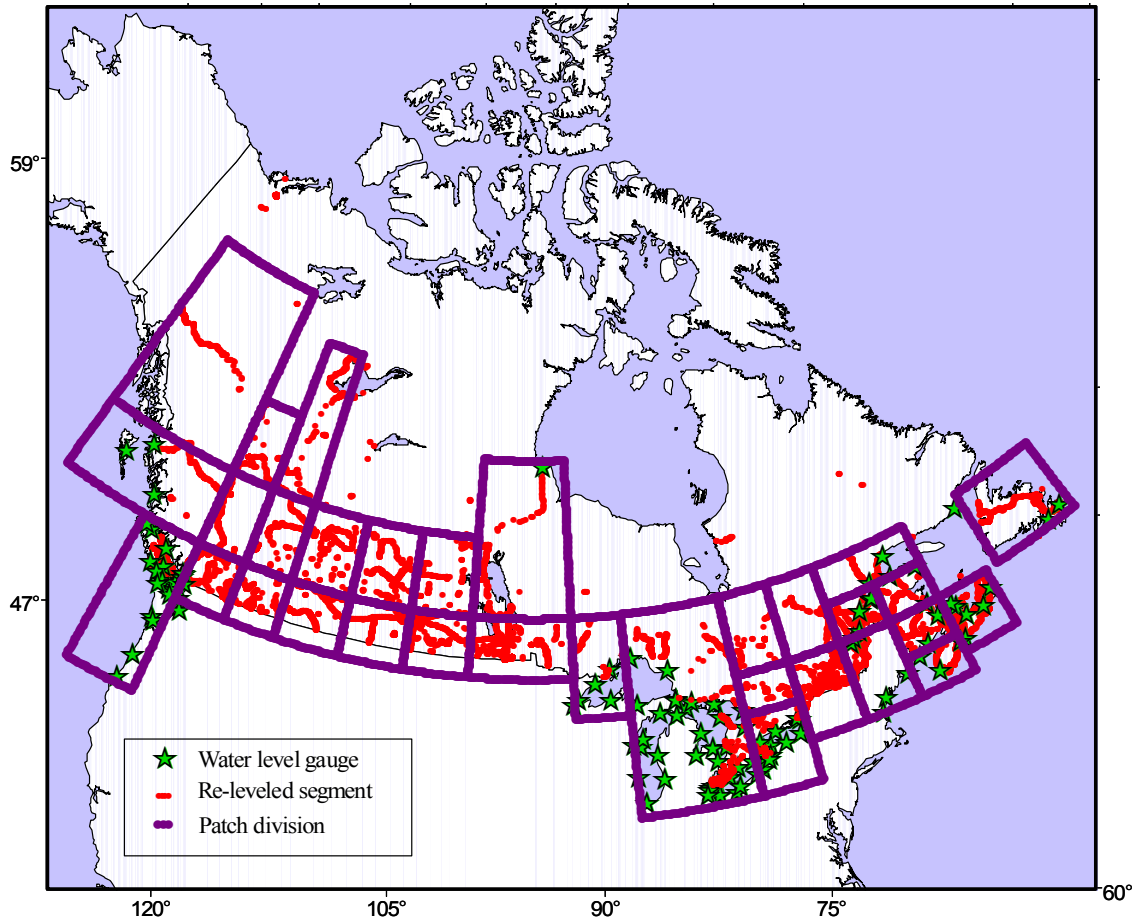 59°
47°
Water level gauge
Re-leveled segment
Patch division
60°
120°
105°
90°
75°